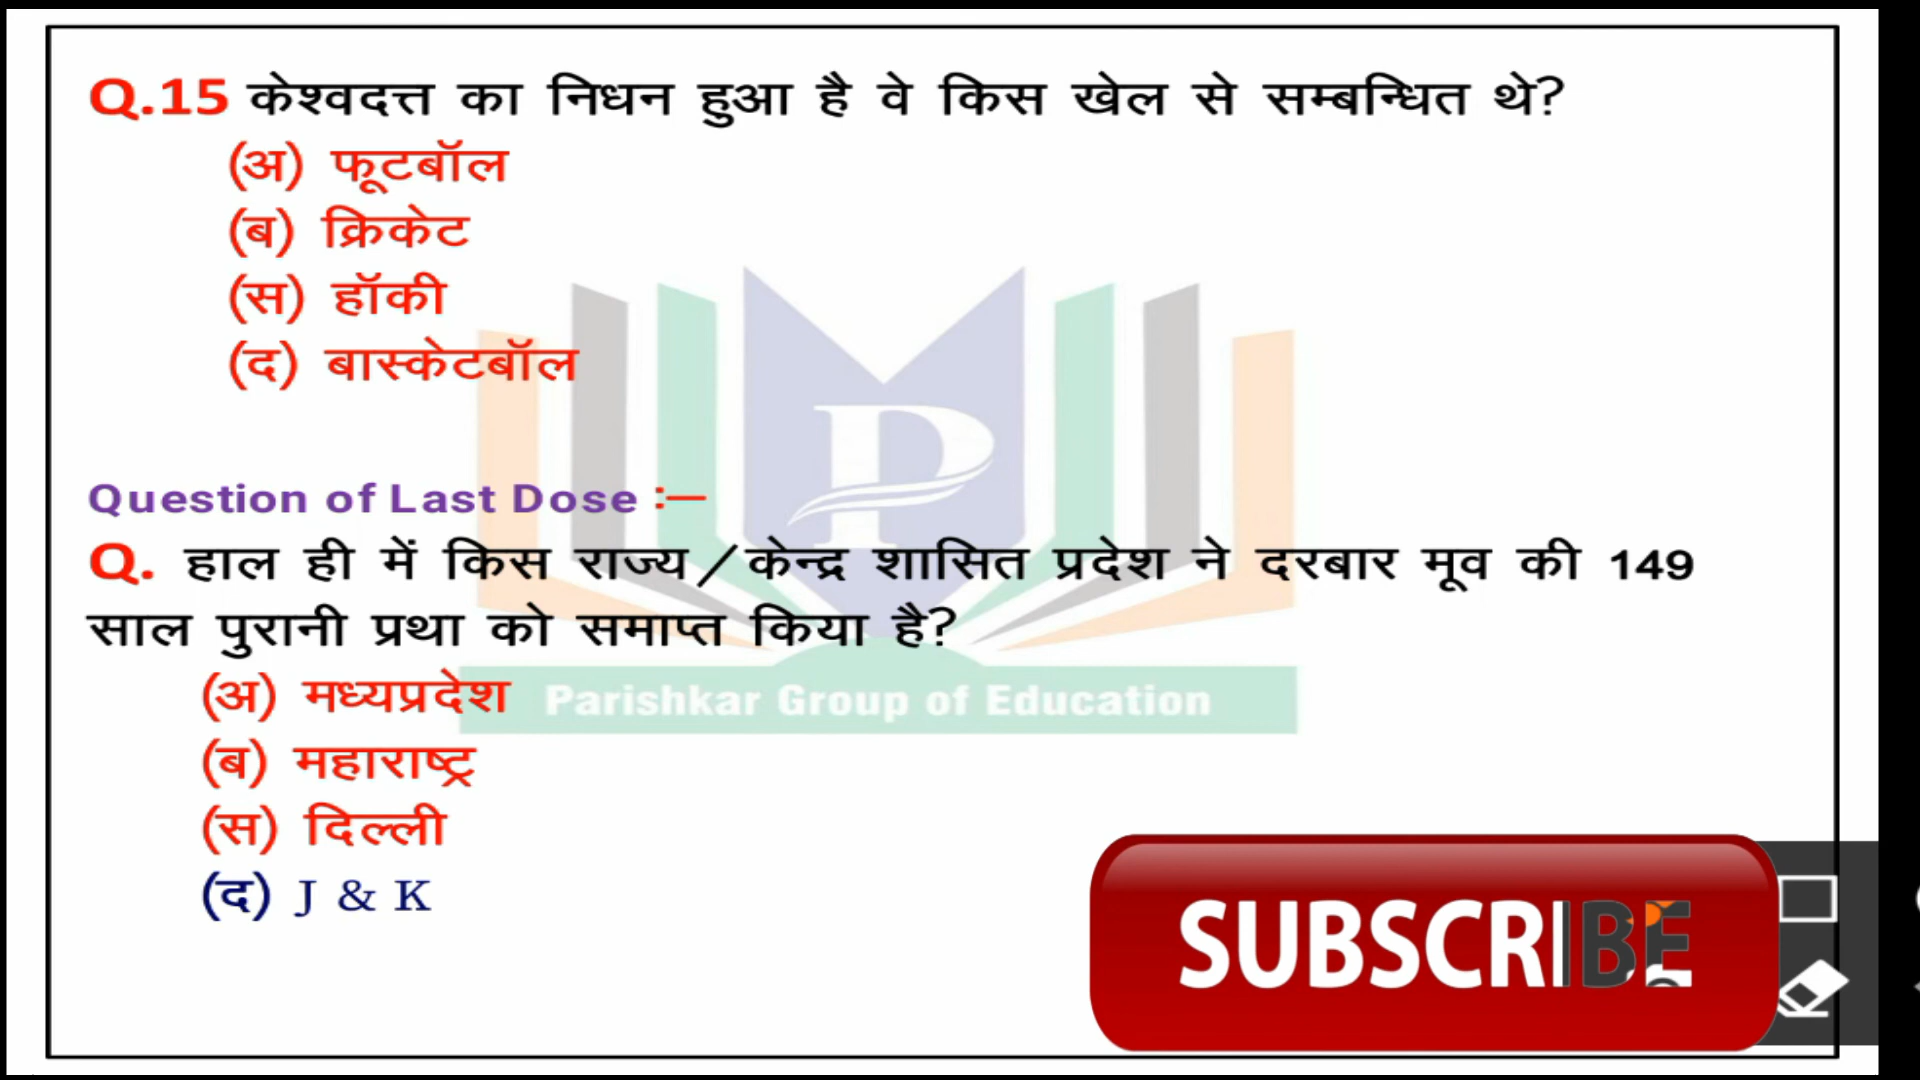 Q.15 केश्वदत्त का निधन हुआ है वे किस खेल से सम्बन्धित थे?
(अ) फूटबॉल
(ब) क्रिकेट
(स) हॉकी
(द) बास्केटबॉल
P
Question of Last Dose :–
Q. हाल ही में किस राज्य/केन्द्र शासित प्रदेश ने दरबार मूव की 149
साल पुरानी प्रथा को समाप्त किया है?
(अ) मध्यप्रदेश
Parishkar Group of Education
(ब) महाराष्ट्र
(स) दिल्ली
(द) J & K
SUBSCRIBE